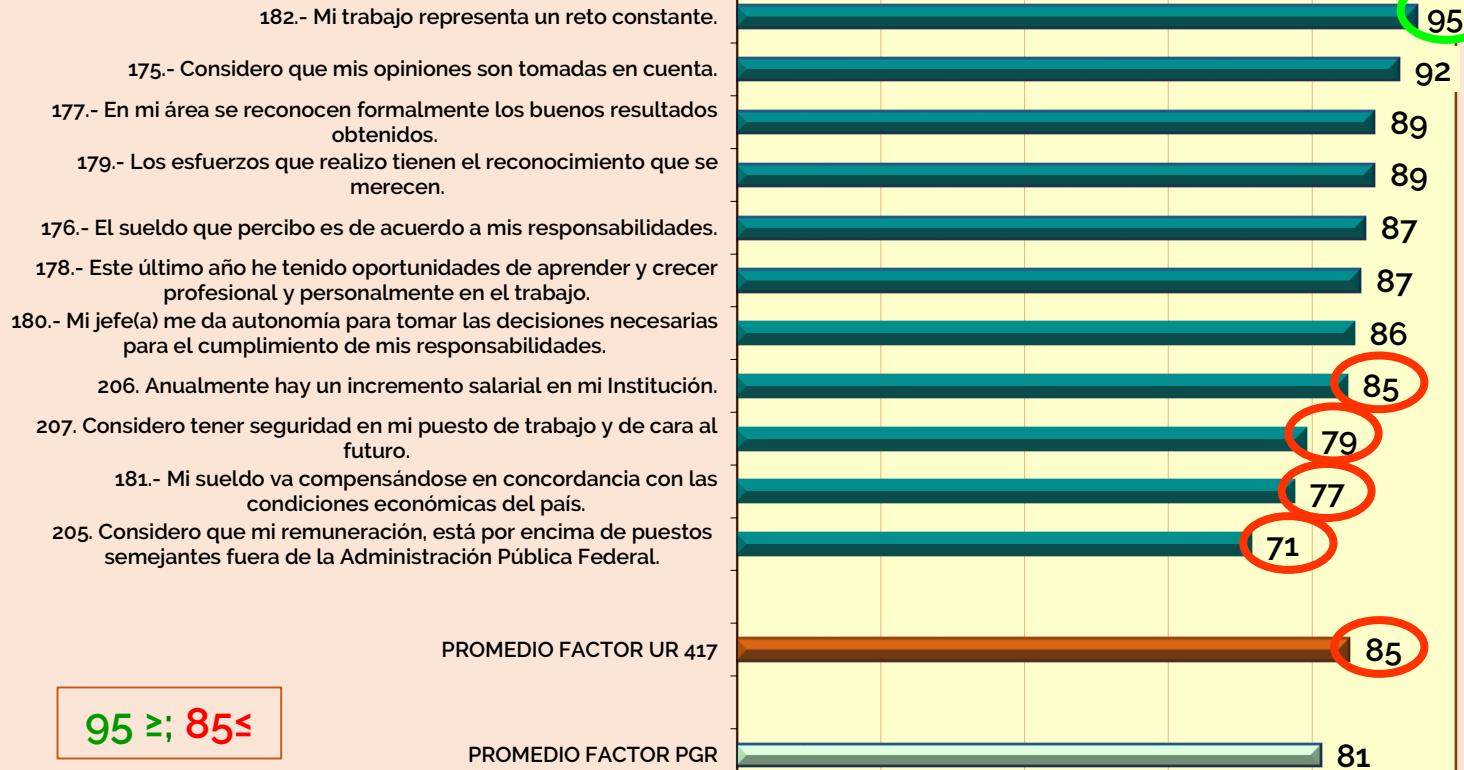 182.- Mi trabajo representa un reto constante.
95
175.- Considero que mis opiniones son tomadas en cuenta.
92
177.- En mi área se reconocen formalmente los buenos resultados
obtenidos.
89
179.- Los esfuerzos que realizo tienen el reconocimiento que se
merecen.
89
176.- El sueldo que percibo es de acuerdo a mis responsabilidades.
87
178.- Este último año he tenido oportunidades de aprender y crecer
profesional y personalmente en el trabajo.
87
180.- Mi jefe(a) me da autonomía para tomar las decisiones necesarias
para el cumplimiento de mis responsabilidades.
86
206. Anualmente hay un incremento salarial en mi Institución.
85
207. Considero tener seguridad en mi puesto de trabajo y de cara al
futuro.
79
181.- Mi sueldo va compensándose en concordancia con las
condiciones económicas del país.
77
205. Considero que mi remuneración, está por encima de puestos
semejantes fuera de la Administración Pública Federal.
71
PROMEDIO FACTOR UR 417
85
95 ≥; 85≤
PROMEDIO FACTOR PGR
81